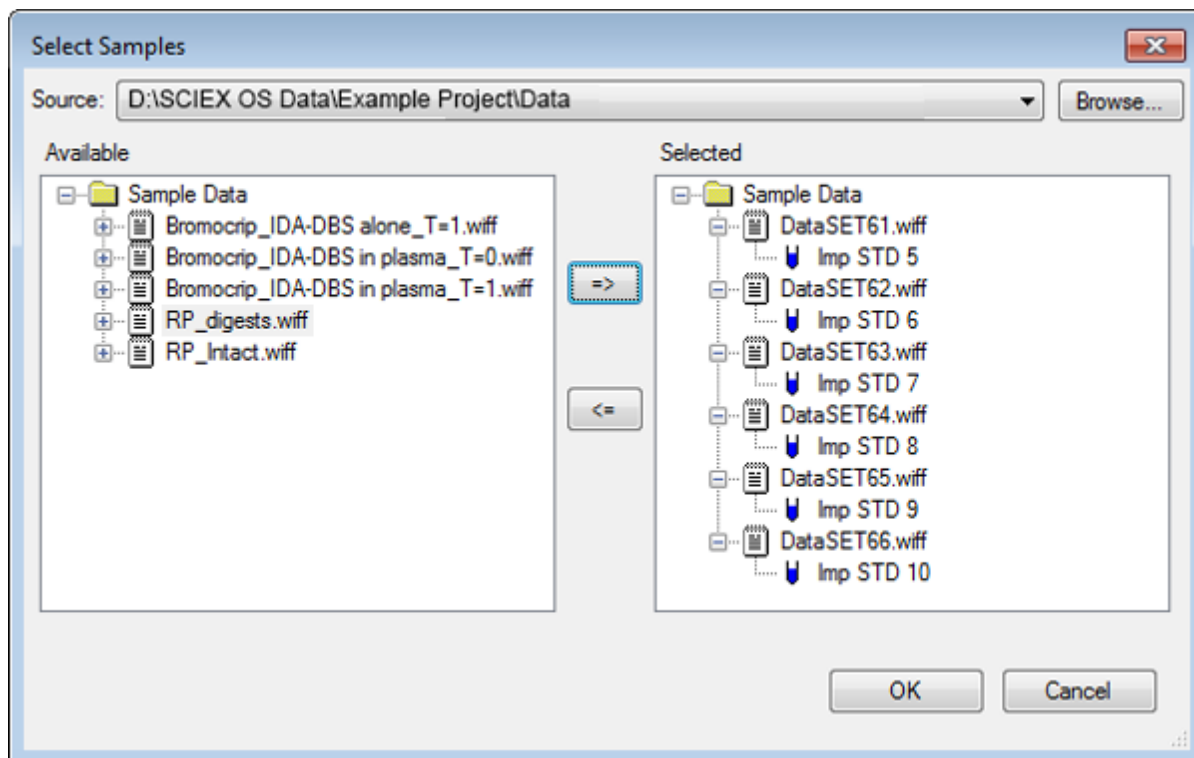 Select Samples
Source: D:\SCIEX OS Data\Example Project\Data Browse...
Available
Sample Data
Bromocrip_IDA-DBS alone_T=1.wiff
Bromocrip_IDA-DBS in plasma_T=0.wiff
Bromocrip_IDA-DBS in plasma_T=1.wiff
RP_digests.wiff
RP_Intact.wiff
=>
<=
Selected
Sample Data
DataSET61.wiff
Imp STD 5
DataSET62.wiff
Imp STD 6
DataSET63.wiff
Imp STD 7
DataSET64.wiff
Imp STD 8
DataSET65.wiff
Imp STD 9
DataSET66.wiff
Imp STD 10
OK Cancel